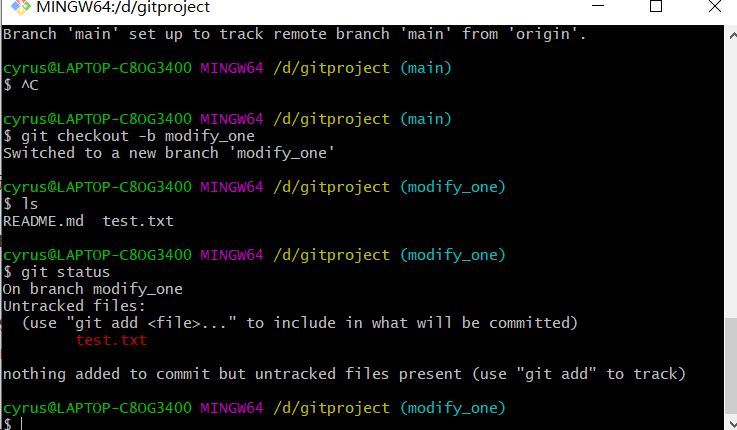 MINGW64:/d/gitproject
Branch 'main' set up to track remote branch 'main' from 'origin'.
cyrus@LAPTOP-C8OG3400 MINGW64 /d/gitproject (main)
$ ^C
cyrus@LAPTOP-C8OG3400 MINGW64 /d/gitproject (main)
$ git checkout -b modify_one
Switched to a new branch 'modify_one'
cyrus@LAPTOP-C8OG3400 MINGW64 /d/gitproject (modify_one)
$ ls
README.md  test.txt
cyrus@LAPTOP-C8OG3400 MINGW64 /d/gitproject (modify_one)
$ git status
On branch modify_one
Untracked files:
  (use "git add <file>..." to include in what will be committed)
        test.txt
nothing added to commit but untracked files present (use "git add" to track)
cyrus@LAPTOP-C8OG3400 MINGW64 /d/gitproject (modify_one)
$